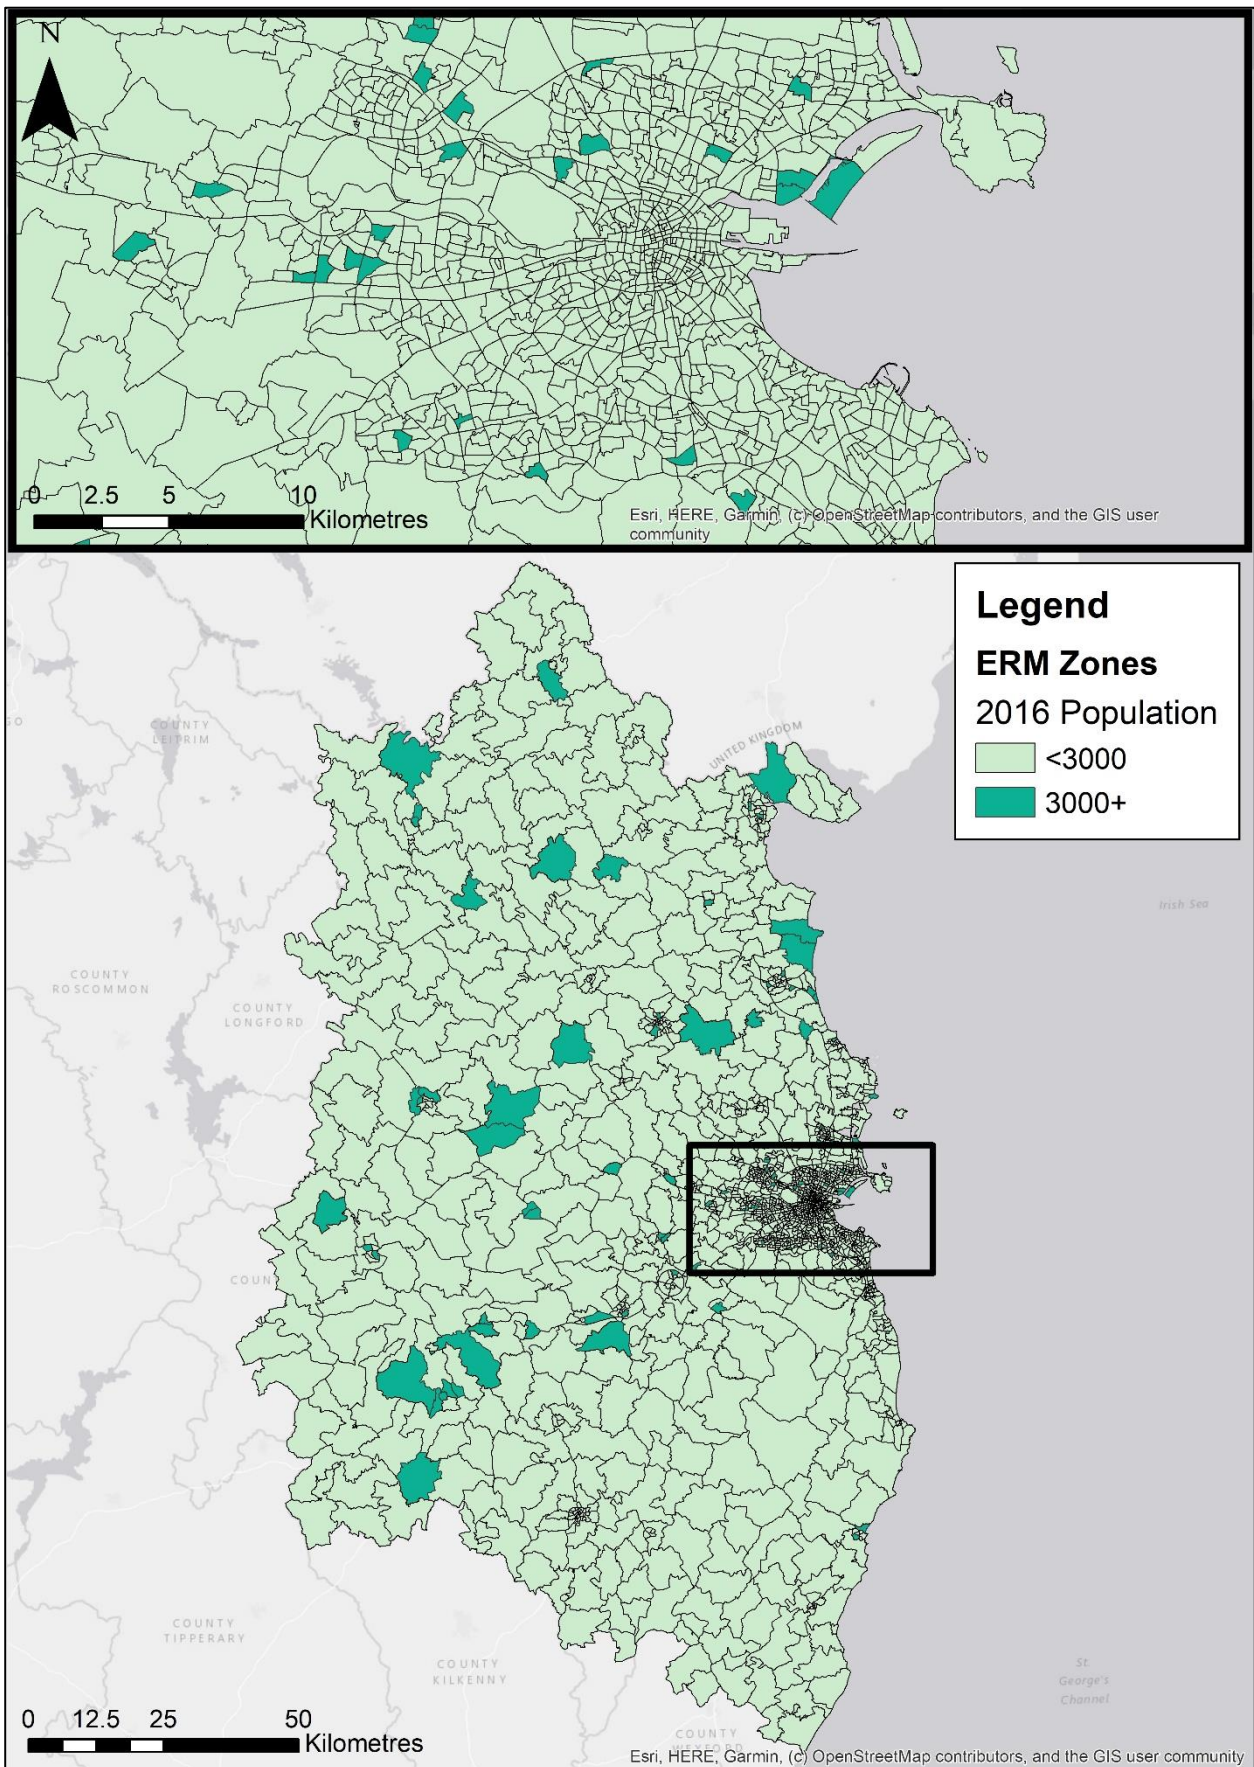 N
0 2.5 5 10
Kilometres
Esri, HERE, Garmin, (c) OpenStreetMap contributors, and the GIS user
community
Legend
ERM Zones
2016 Population
<3000
3000+
UNITED KINGDOM
GO
COUNTY
LEITRIM
Irish Sea
COUNTY
ROSCOMMON
COUNTY
LONGFORD
COUN
COUNTY
TIPPERARY
COUNTY
KILKENNY
St.
George's
Channel
COUNTY
WEXFORD
0 12.5 25 50
Kilometres
Esri, HERE, Garmin, (c) OpenStreetMap contributors, and the GIS user community